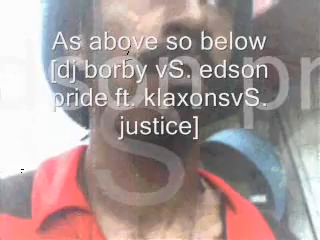 As above so below
[dj borby vS. edson
pride ft. klaxonsvS.
justice]